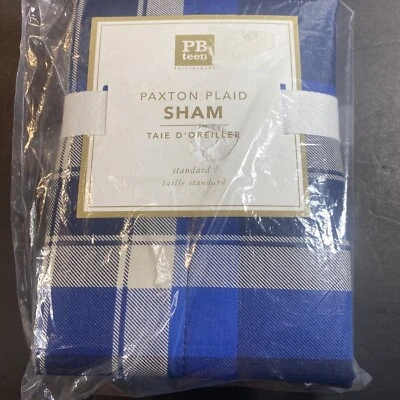 PB
teen
PAXTON PLAID
SHAM
TAIE D'OREILLER
standard /
taille standard